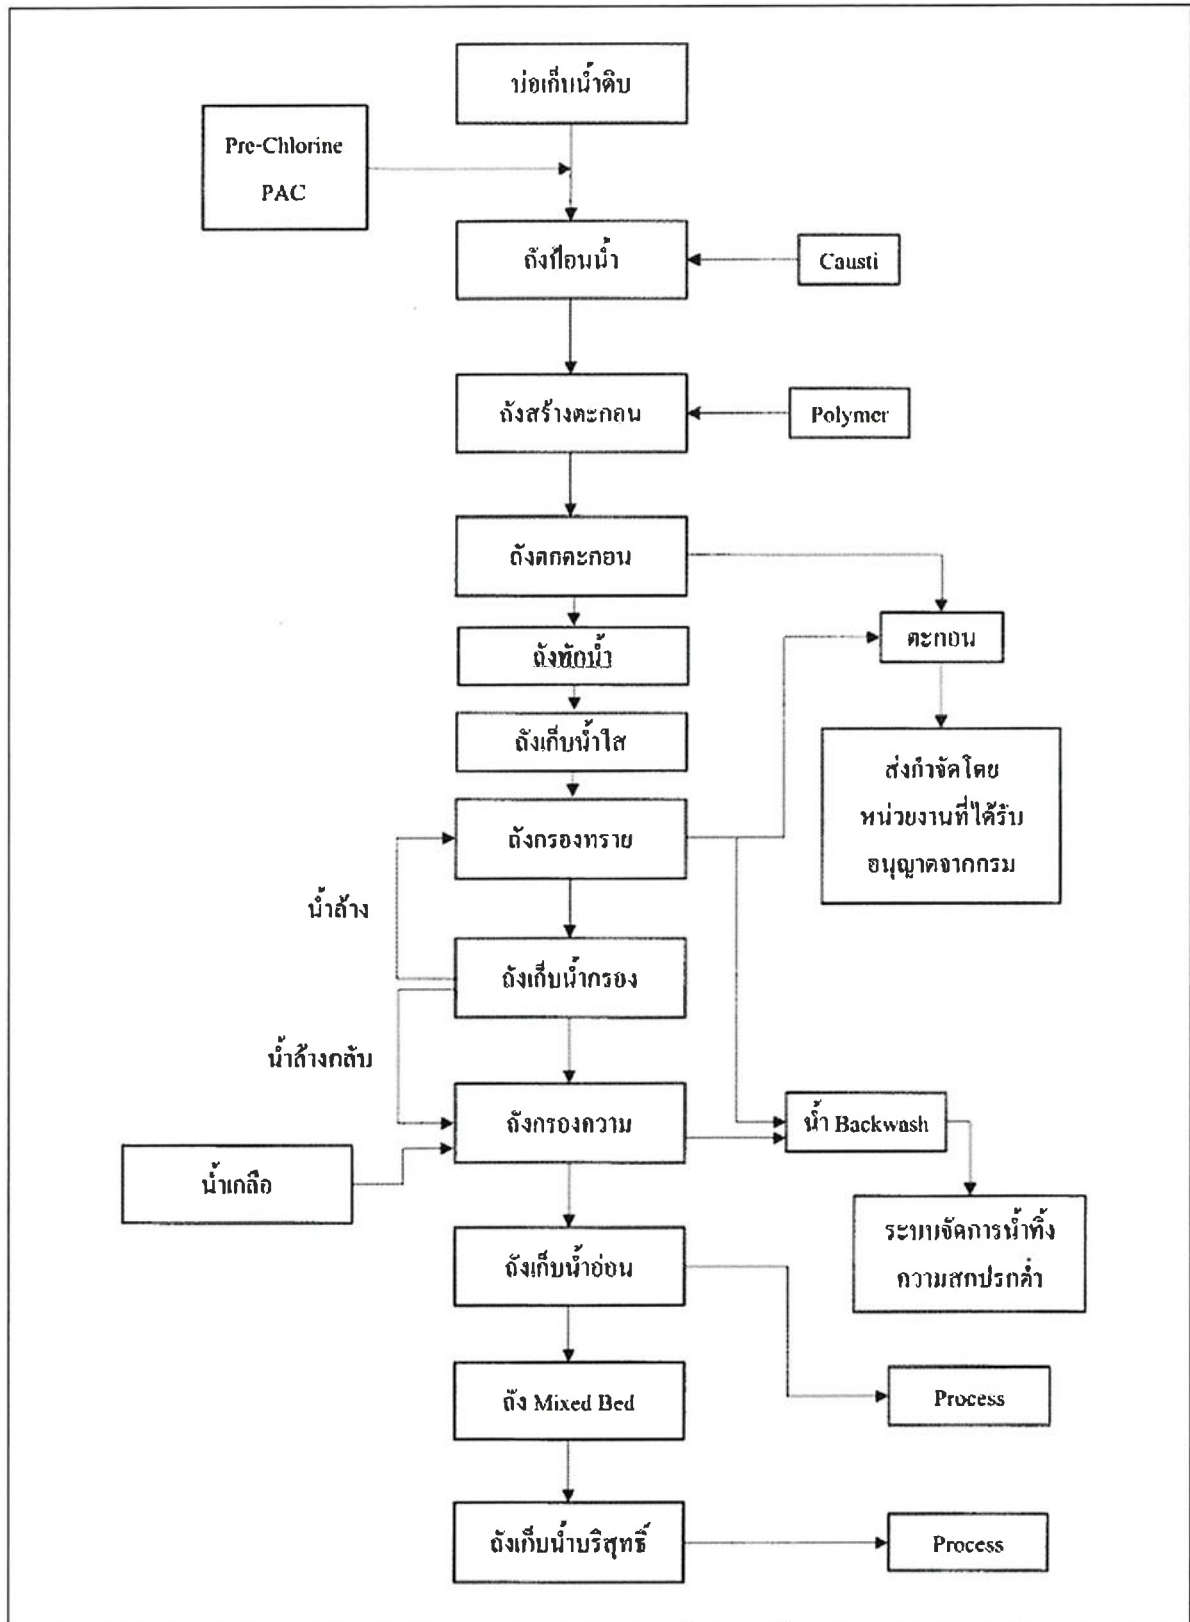 บ่อเก็บน้ำดิบ
Pre-Chlorine
PAC
ถังป้อนน้ำ
Causti
ถังสร้างตะกอน
Polymer
ถังตกตะกอน
ตะกอน
ถังพักน้ำ
ถังเก็บน้ำใส
ส่งกำจัดโดย
หน่วยงานที่ได้รับ
อนุญาตจากกรม
ถังกรองทราย
น้ำล้าง
ถังเก็บน้ำกรอง
น้ำล้างกลับ
ถังกรองความ
น้ำ Backwash
น้ำเกลือ
ระบบจัดการน้ำทิ้ง
ความสกปรกต่ำ
ถังเก็บน้ำอ่อน
ถัง Mixed Bed
Process
ถังเก็บน้ำบริสุทธิ์
Process